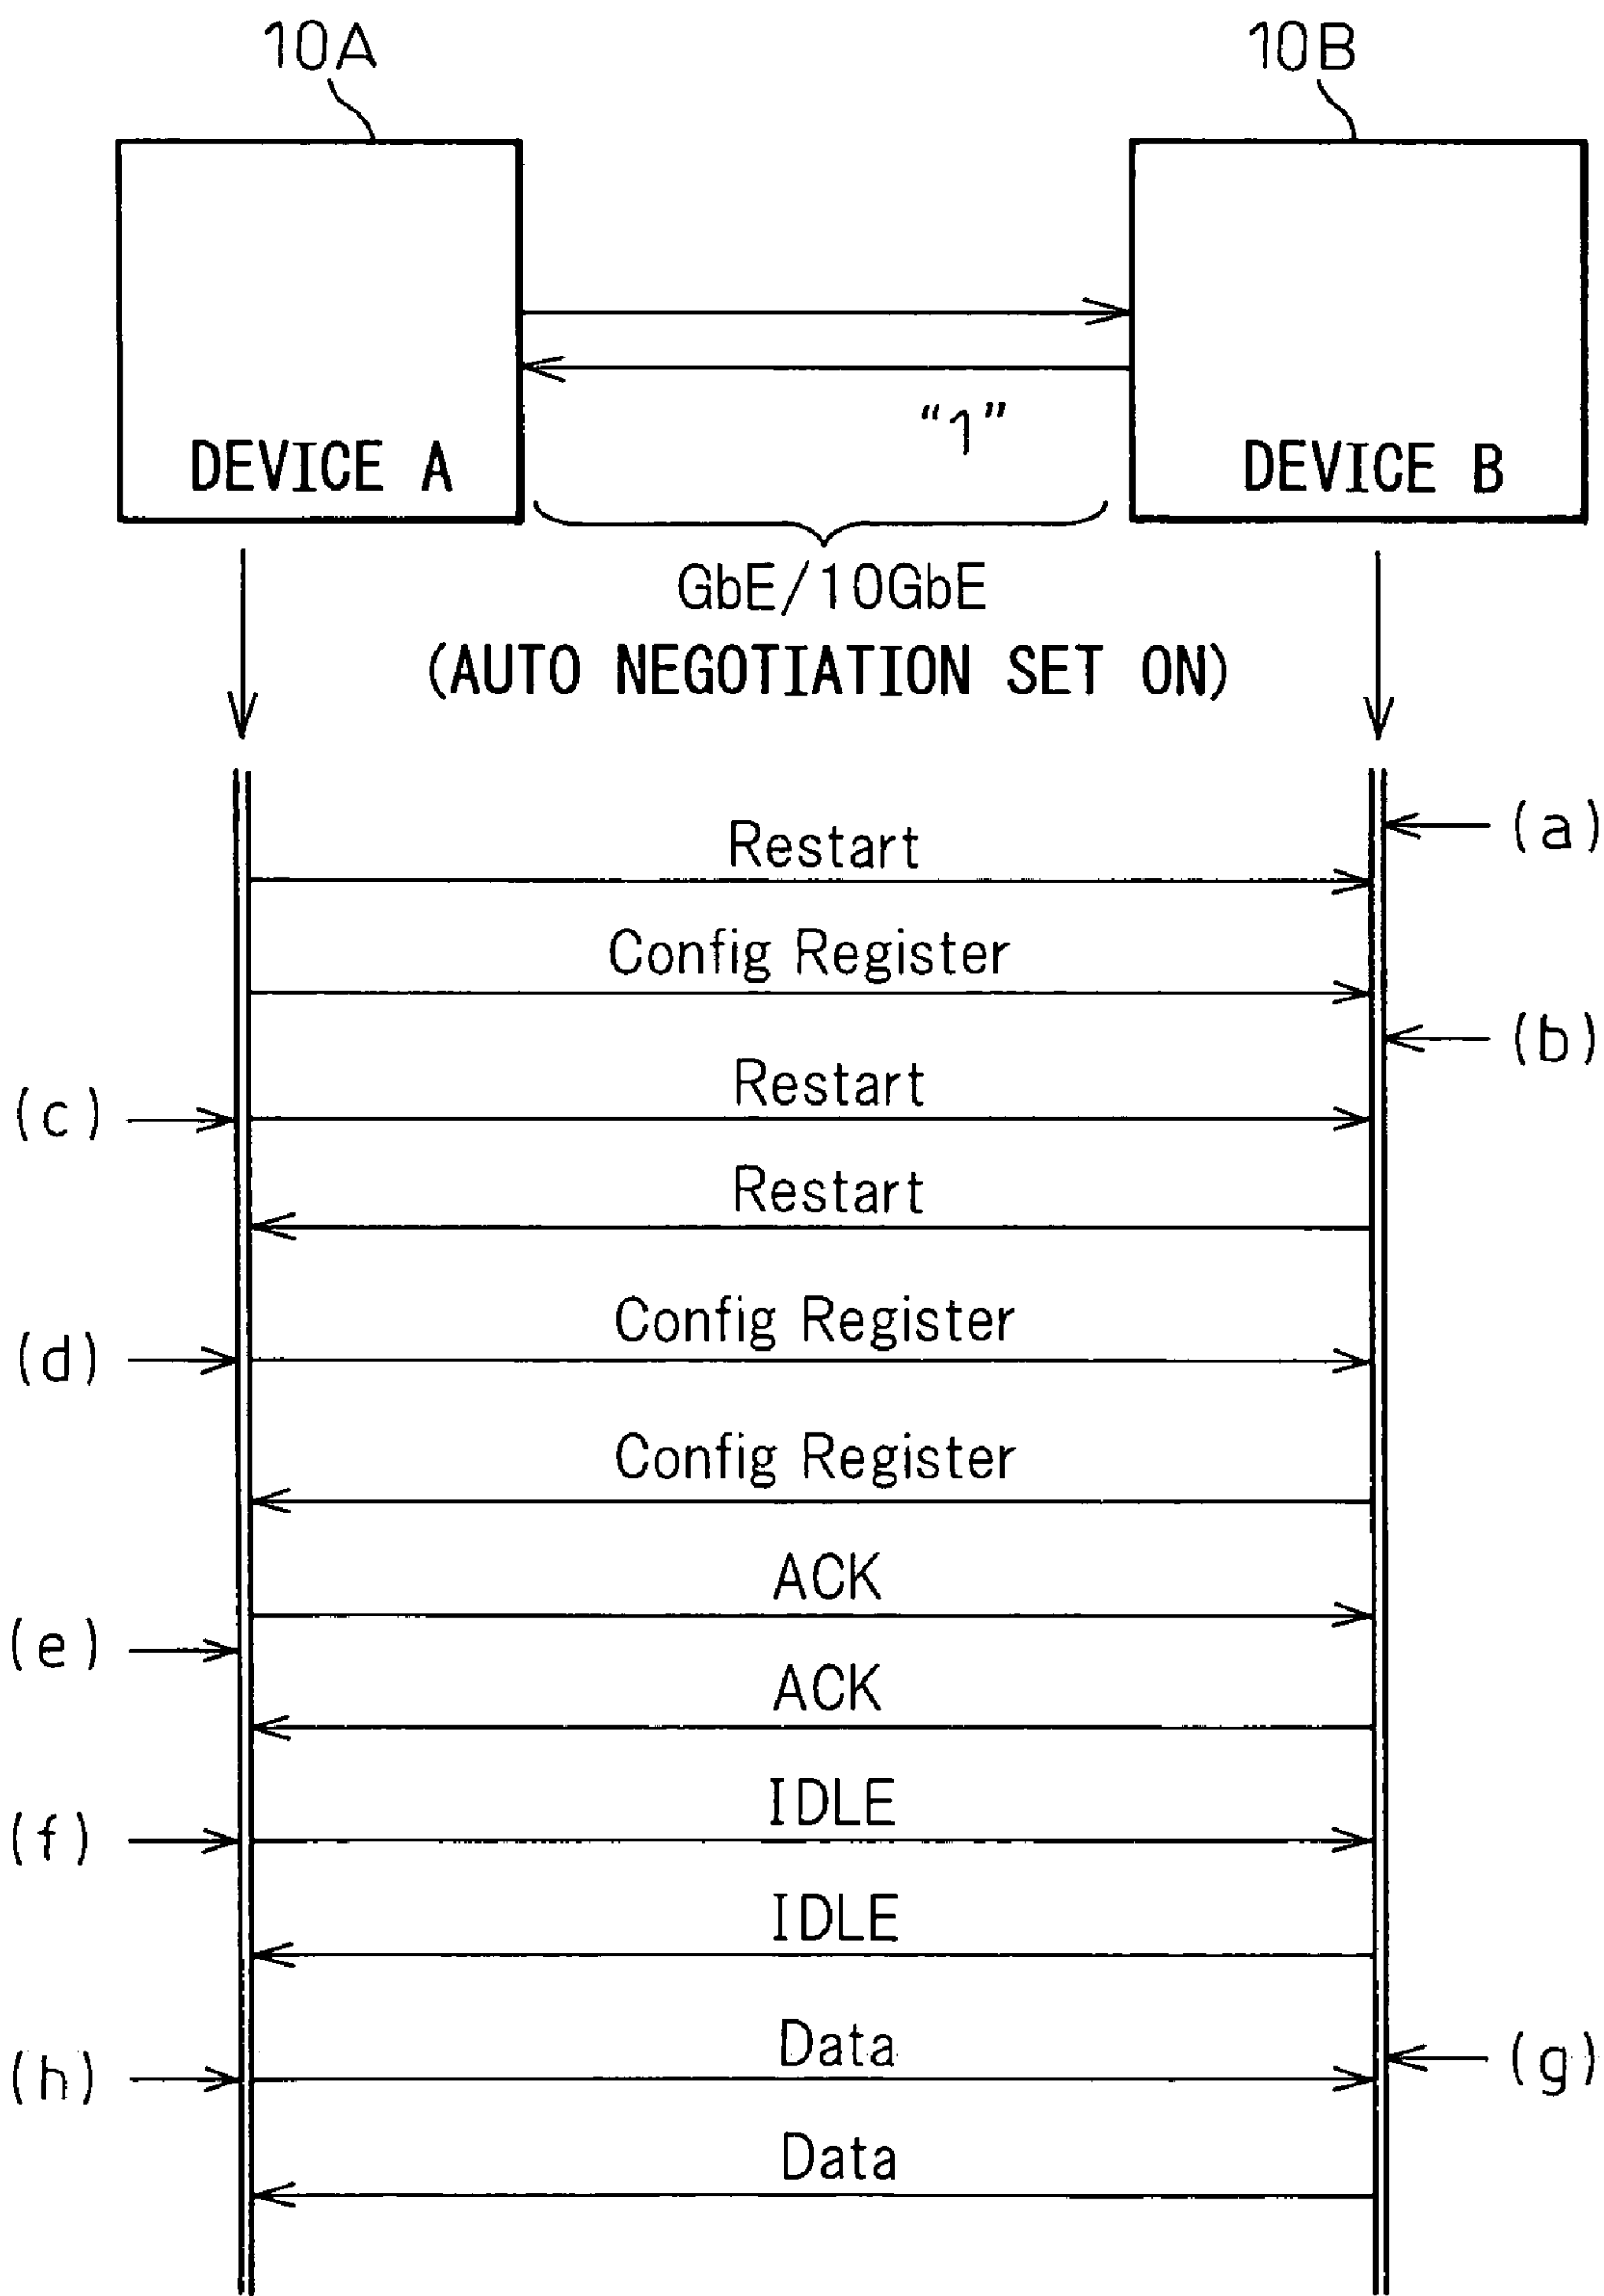 10A
10B
"1"
DEVICE A
DEVICE B
GbE/10GbE
(AUTO NEGOTIATION SET ON)
(a)
Restart
Config Register
(b)
Restart
(c)
Restart
Config Register
(d)
Config Register
ACK
(e)
ACK
IDLE
(f)
IDLE
Data
(g)
(h)
Data